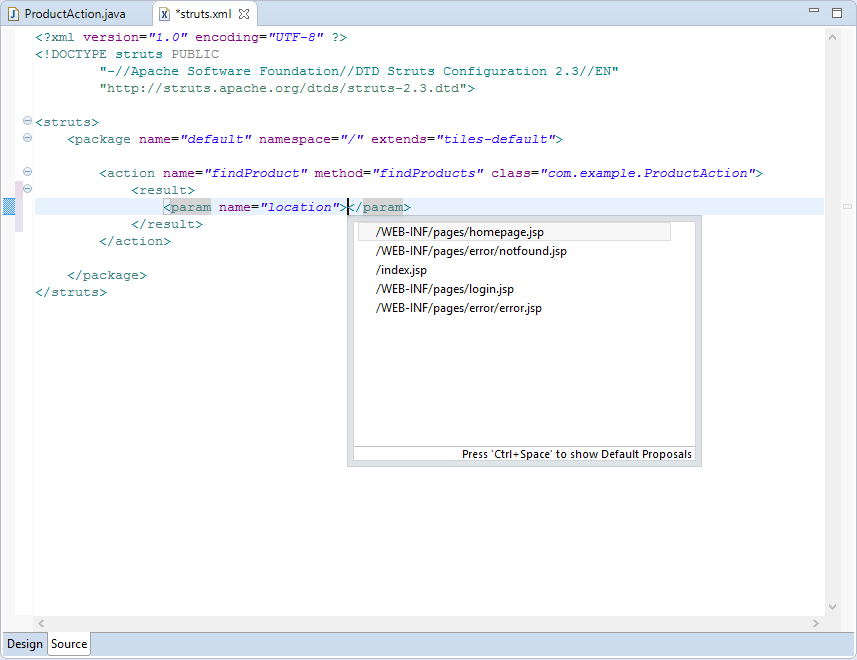 ProductAction.java
*struts.xml
<?xml version="1.0" encoding="UTF-8" ?>
<!DOCTYPE struts PUBLIC
"-//Apache Software Foundation//DTD Struts Configuration 2.3//EN"
"http://struts.apache.org/dtds/struts-2.3.dtd">
<struts>
<package name="default" namespace="/" extends="tiles-default">
<action name="findProduct" method="findProducts" class="com.example.ProductAction">
<result>
<param name="location"></param>
</result>
</action>
</package>
</struts>
/WEB-INF/pages/homepage.jsp
/WEB-INF/pages/error/notfound.jsp
/index.jsp
/WEB-INF/pages/login.jsp
/WEB-INF/pages/error/error.jsp
Press 'Ctrl+Space' to show Default Proposals
Design
Source